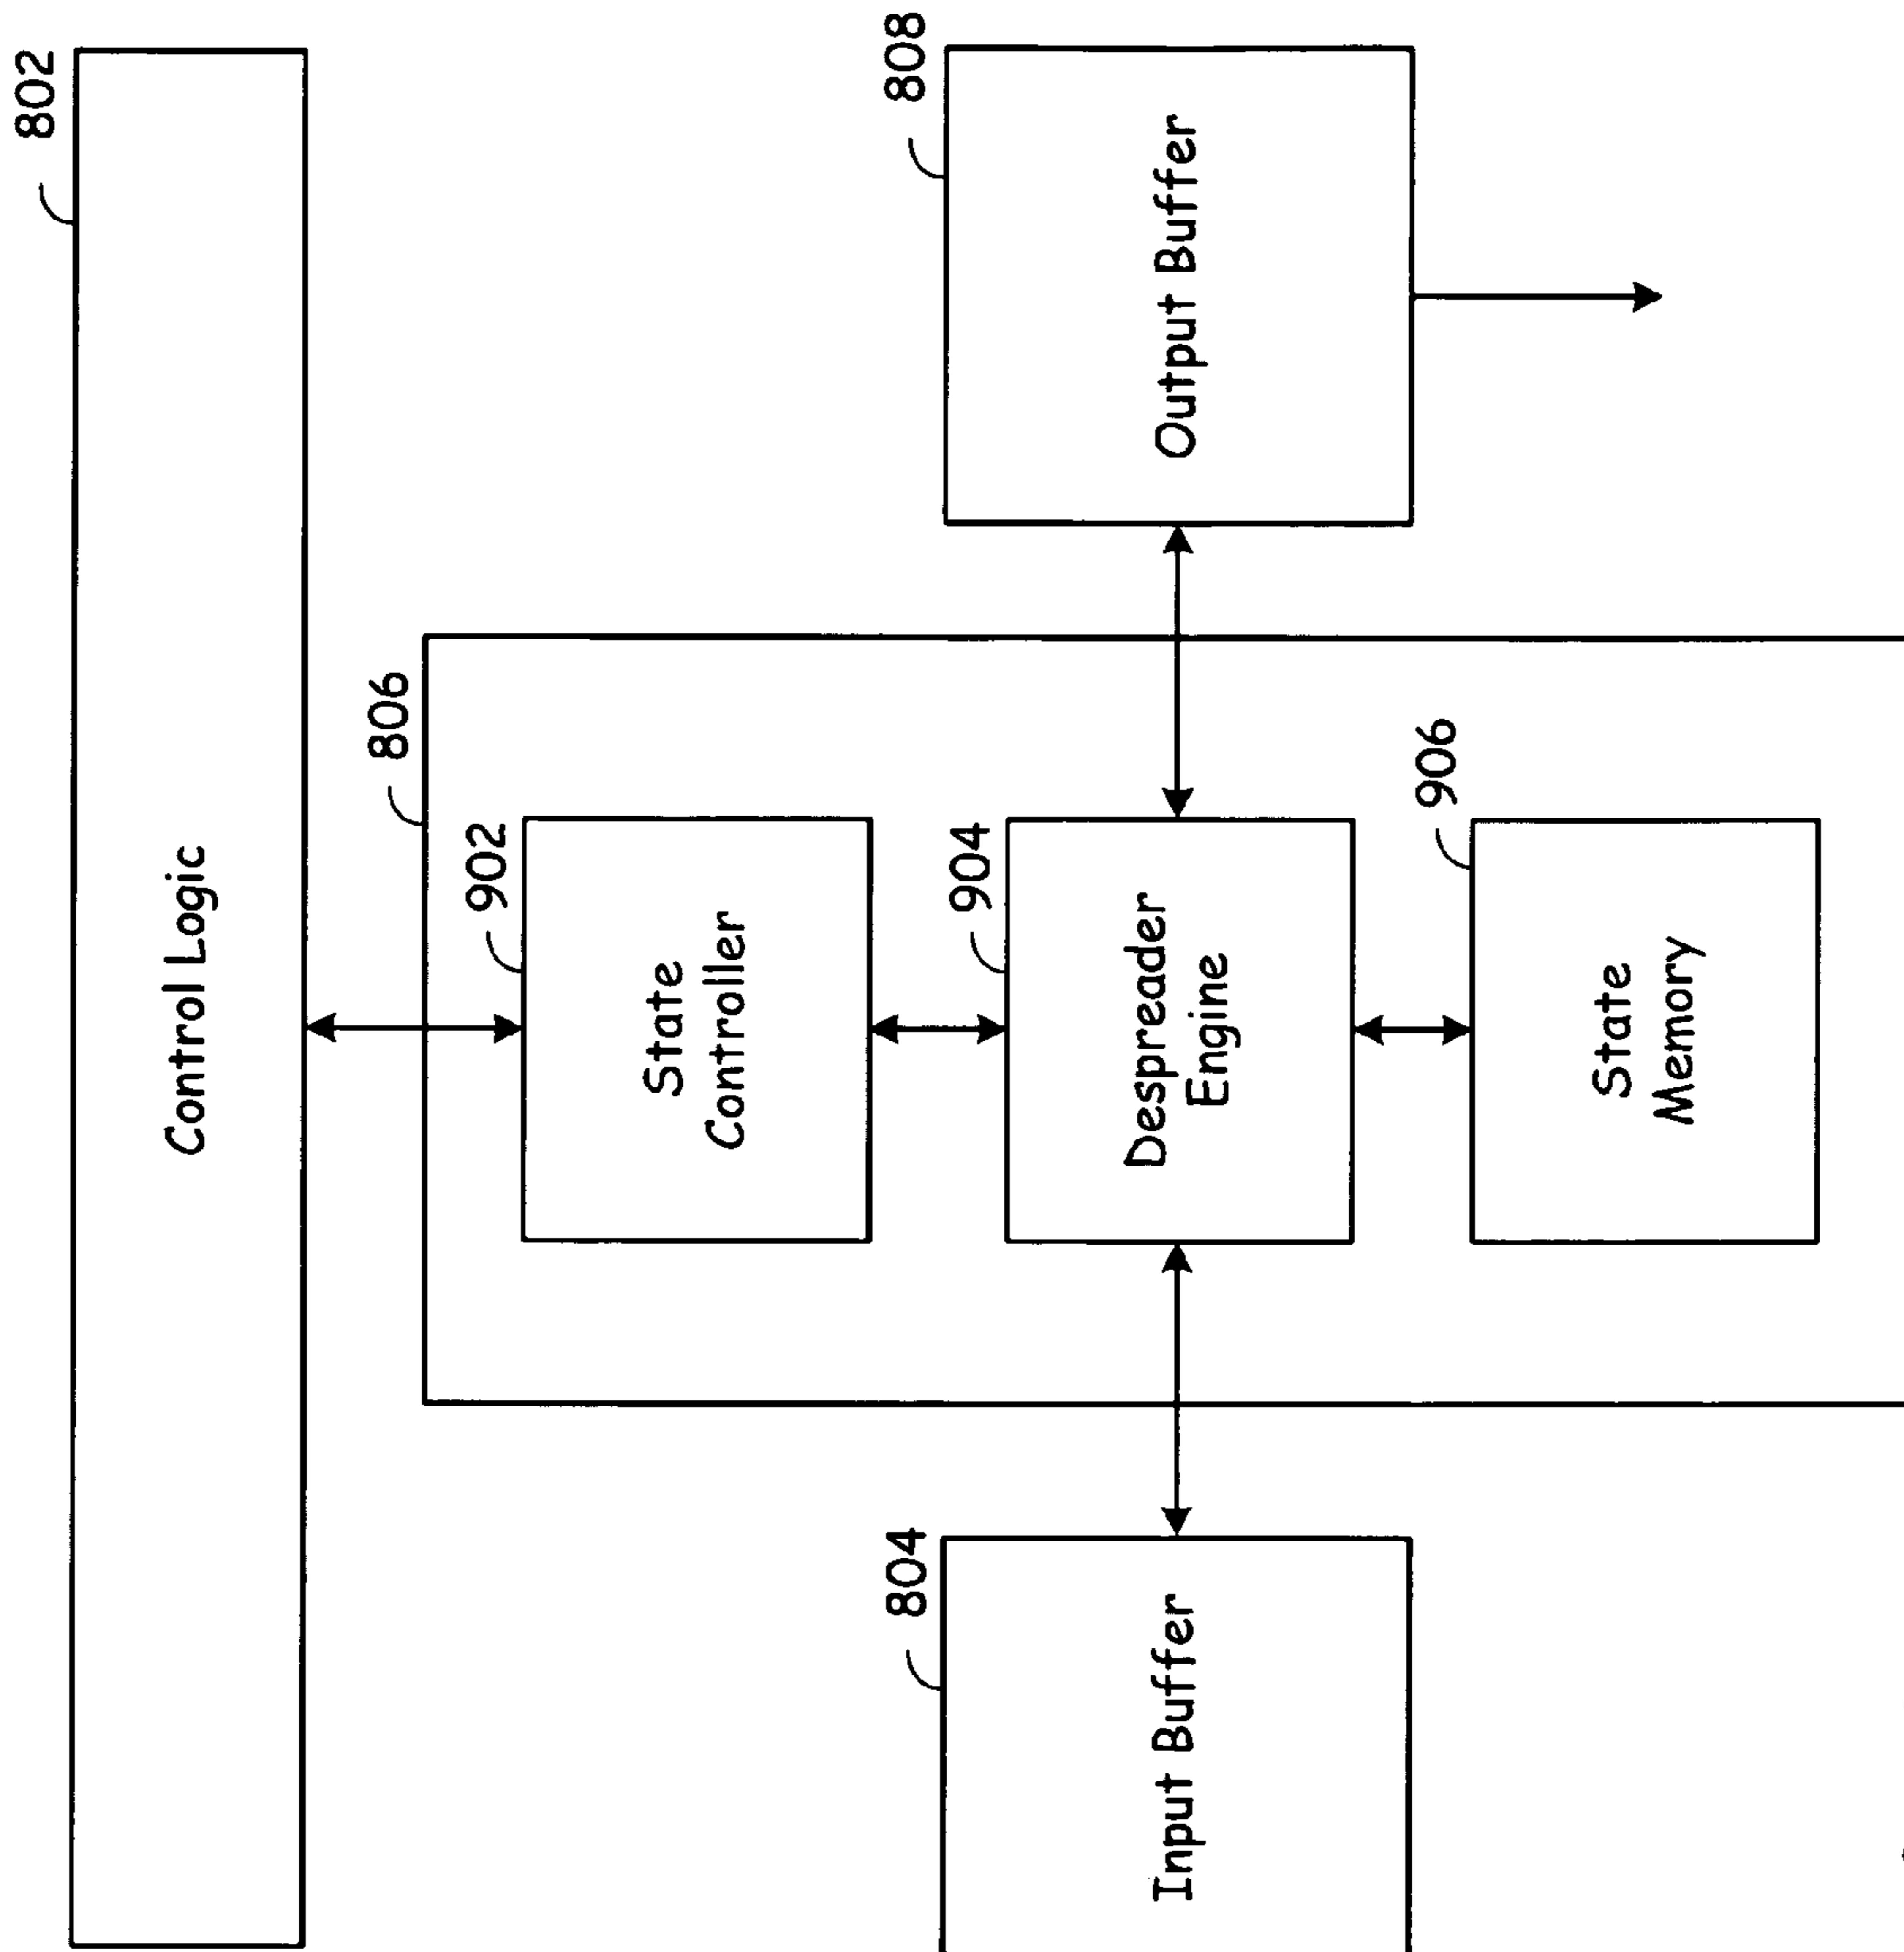 802
Control Logic
806
902
State
Controller
804
Input Buffer
904
Despreader
Engine
808
Output Buffer
906
State
Memory